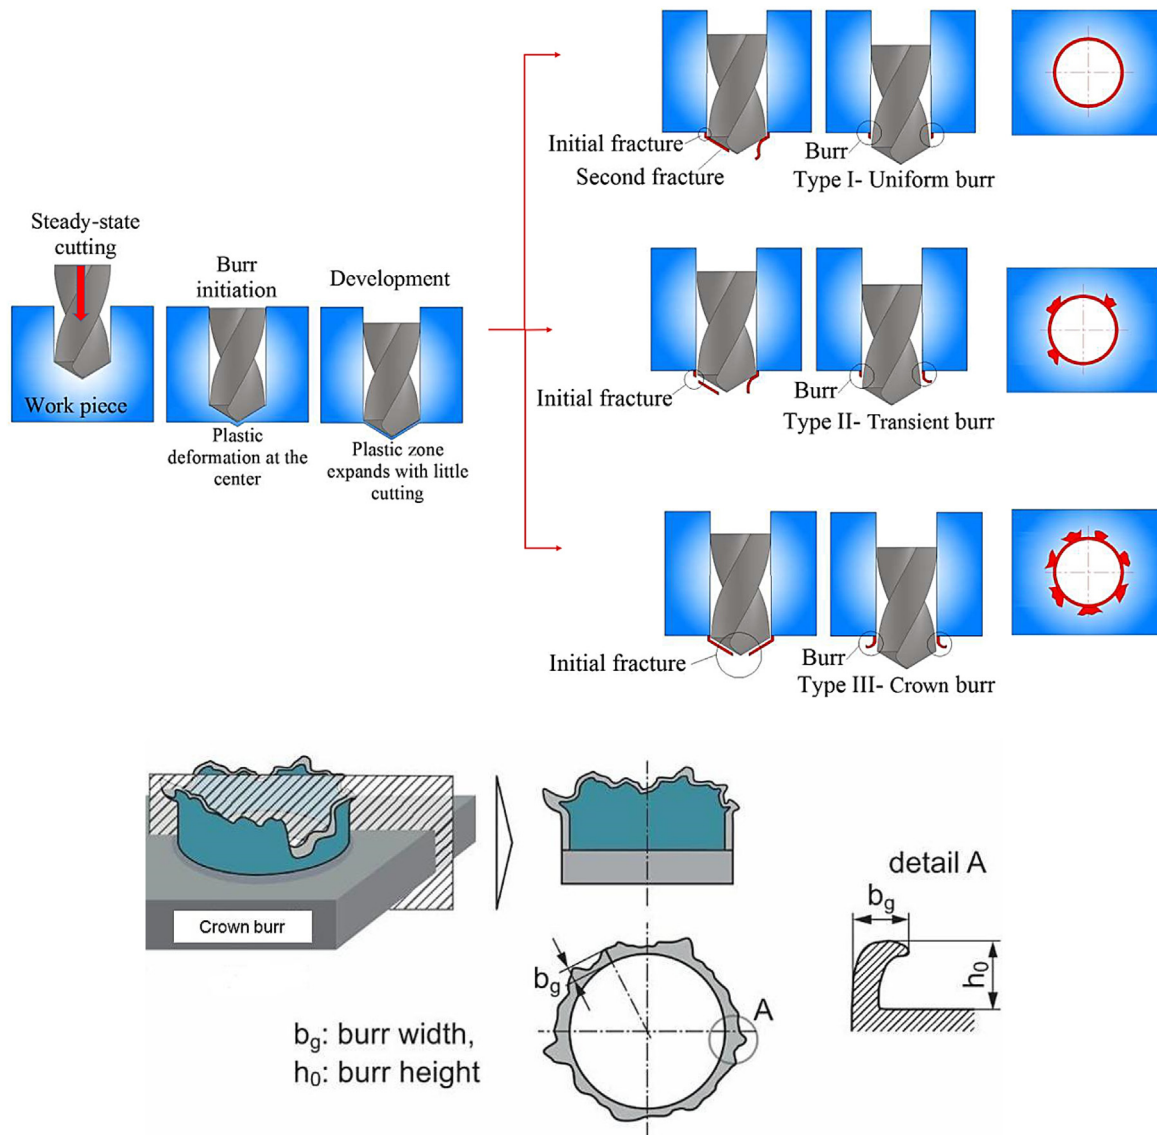 Steady-state
cutting
Work piece
Burr
initiation
Plastic
deformation at the
center
Development
Plastic zone
expands with little
cutting
Initial fracture
Second fracture
Burr
Type I- Uniform burr
Initial fracture
Burr
Type II- Transient burr
Initial fracture
Burr
Type III- Crown burr
Crown burr
bg
A
detail A
bg
h0
bg: burr width,
h0: burr height